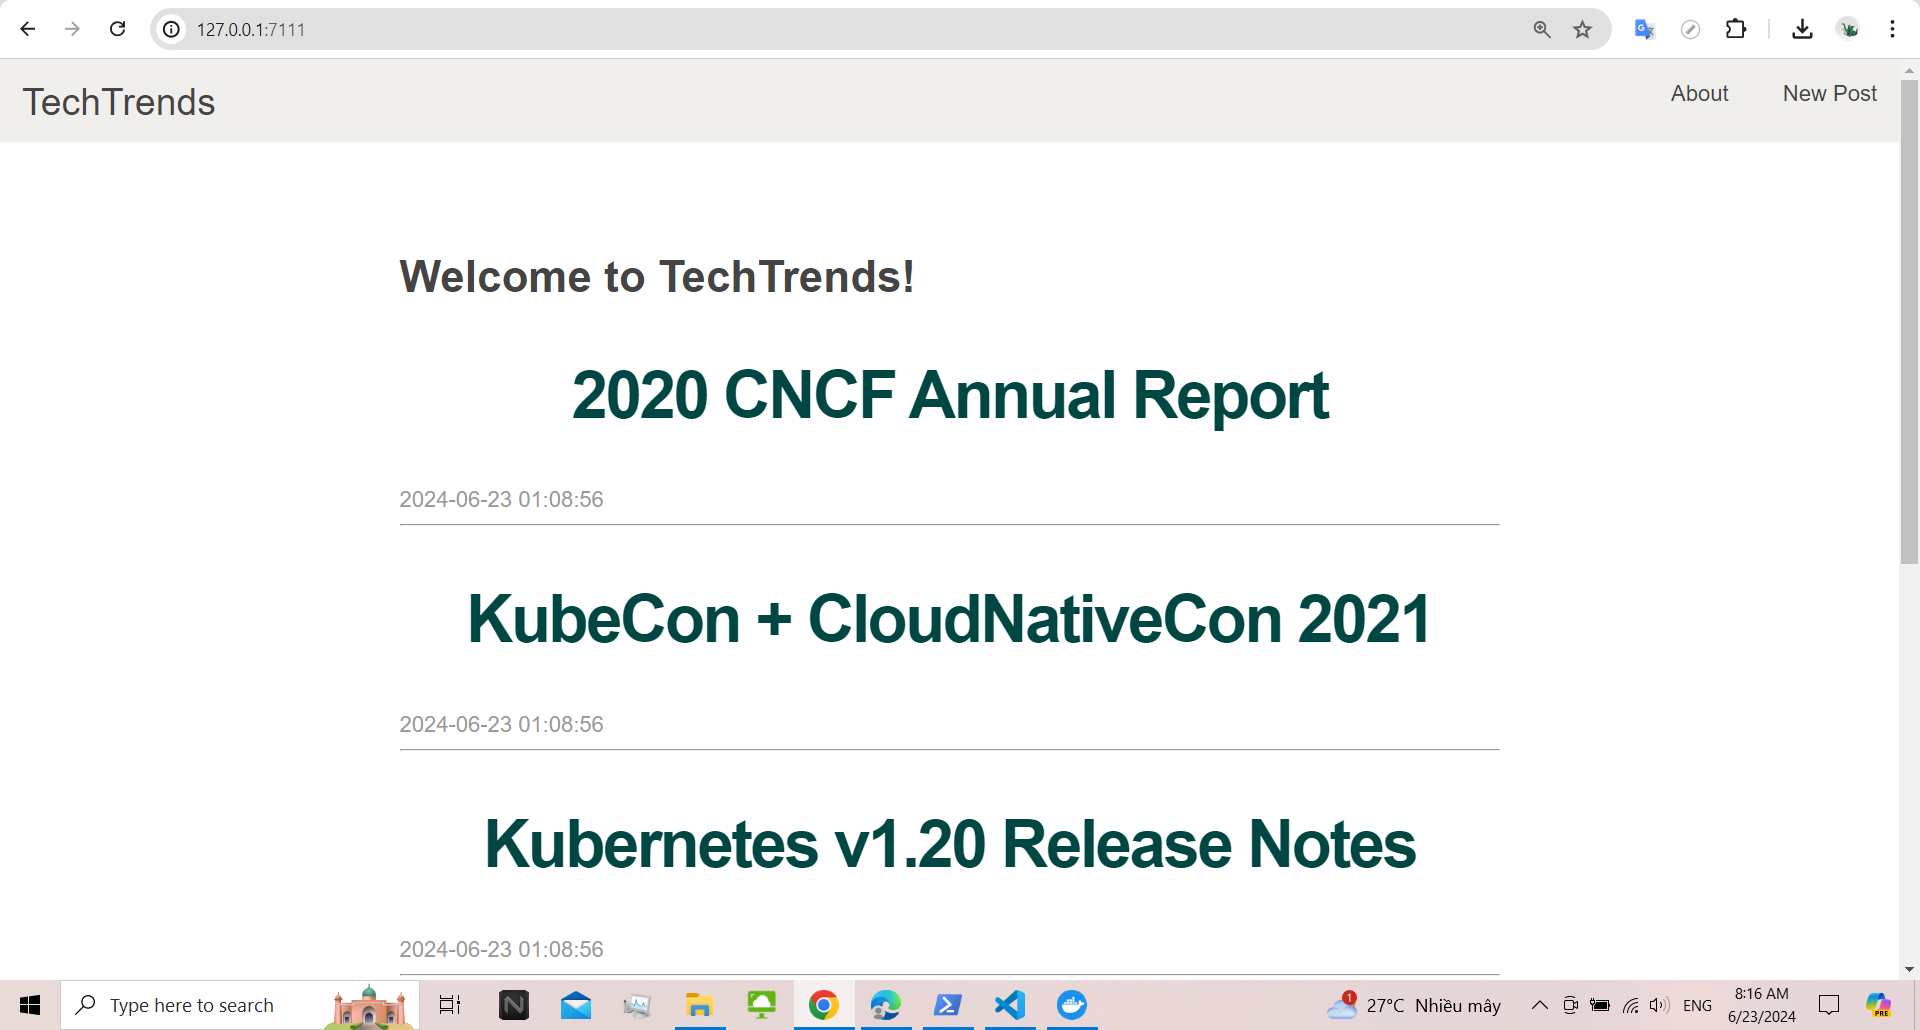 127.0.0.1:7111
TechTrends
About
New Post
Welcome to TechTrends!
2020 CNCF Annual Report
2024-06-23 01:08:56
KubeCon + CloudNativeCon 2021
2024-06-23 01:08:56
Kubernetes v1.20 Release Notes
2024-06-23 01:08:56
Type here to search
1
27°C Nhiều mây
ENG
8:16 AM
6/23/2024
PRE